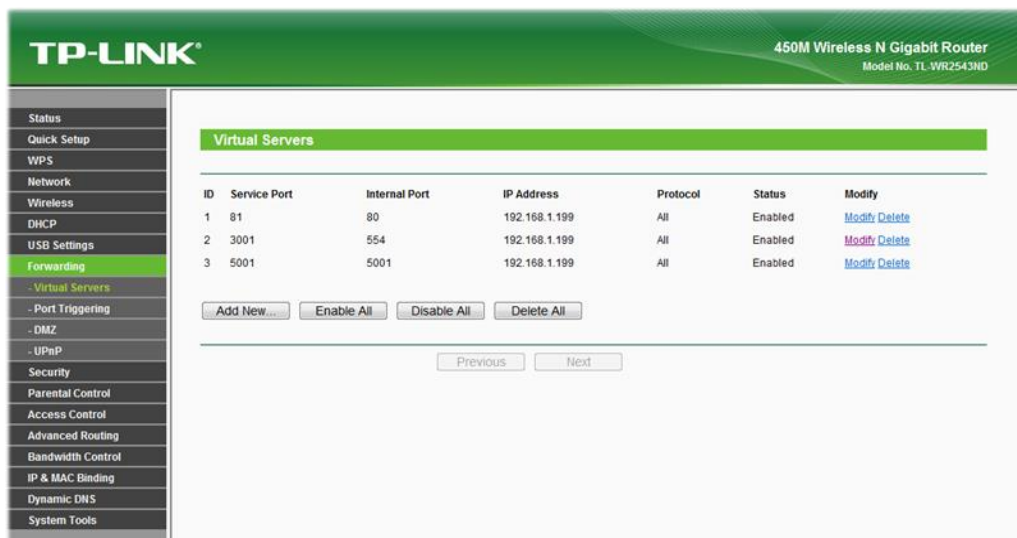 TP-LINK®
450M Wireless N Gigabit Router
Model No. TL-WR2543ND
Status
Quick Setup
WPS
Network
Wireless
DHCP
USB Settings
Forwarding
- Virtual Servers
- Port Triggering
- DMZ
- UPnP
Security
Parental Control
Access Control
Advanced Routing
Bandwidth Control
IP & MAC Binding
Dynamic DNS
System Tools
Virtual Servers
ID Service Port Internal Port IP Address Protocol Status Modify
1 81 80 192.168.1.199 All Enabled Modify Delete
2 3001 554 192.168.1.199 All Enabled Modify Delete
3 5001 5001 192.168.1.199 All Enabled Modify Delete
Add New... Enable All Disable All Delete All
Previous Next